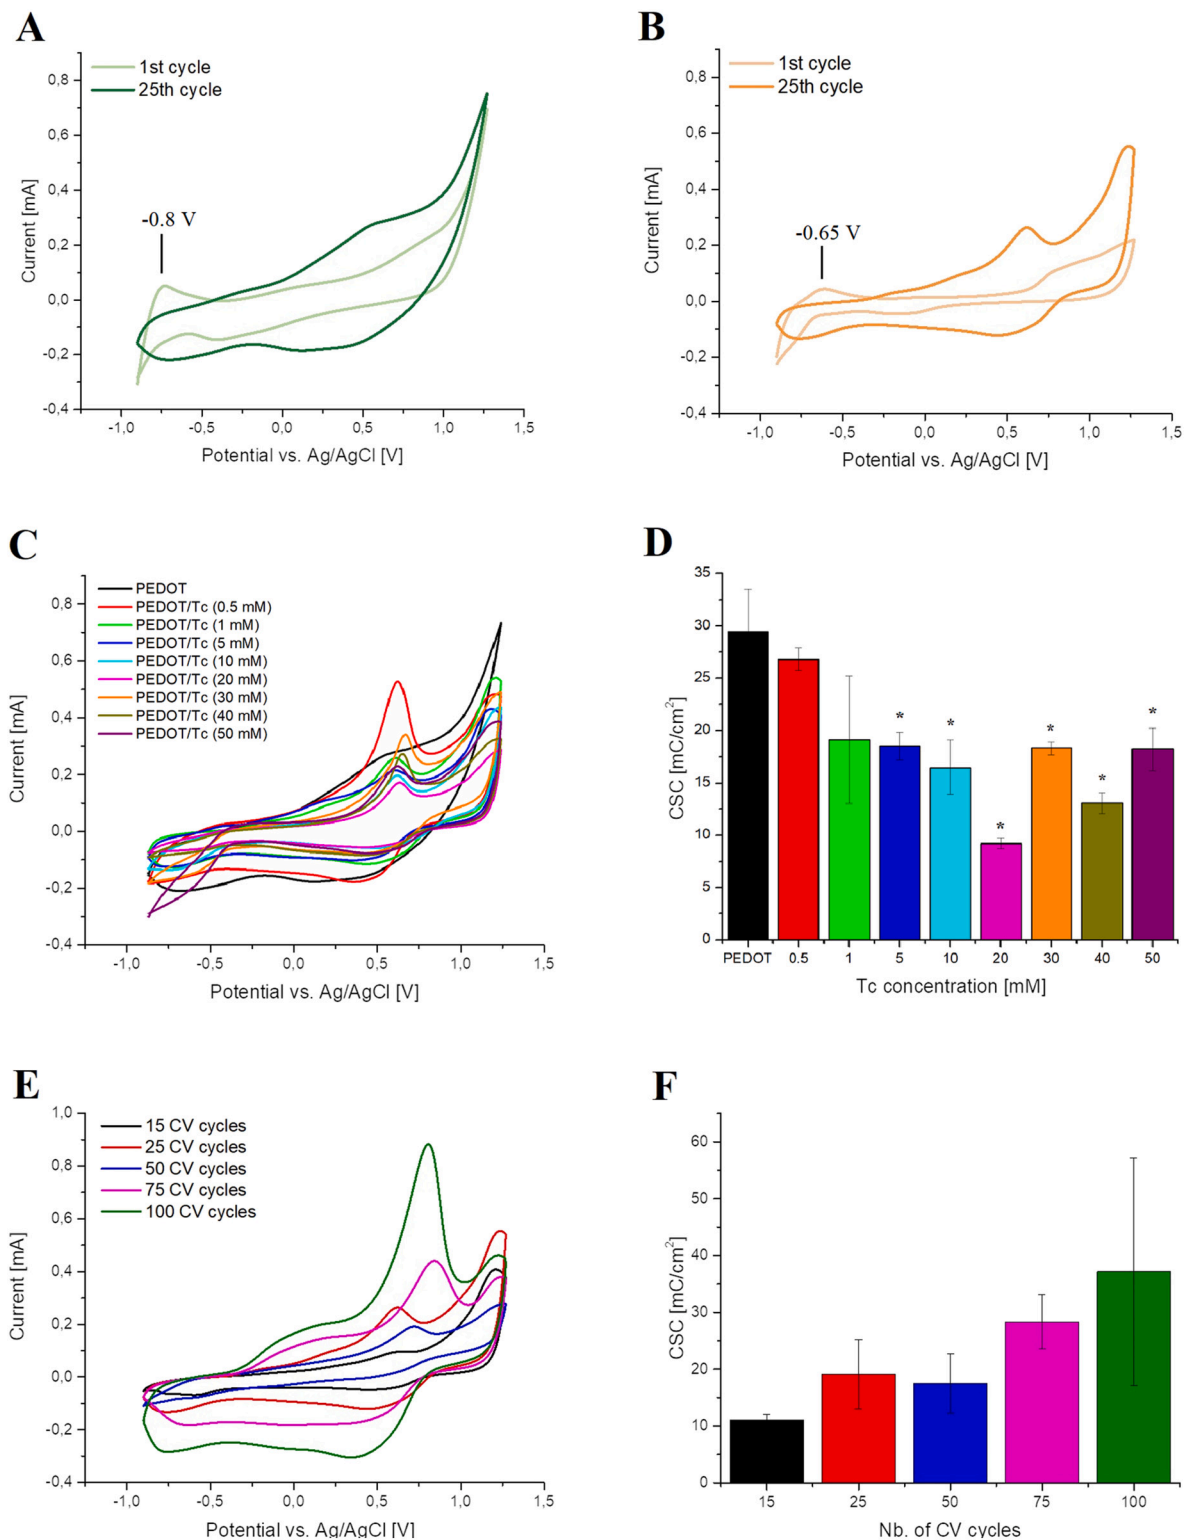 A
1st cycle
25th cycle
-0.8 V
0,8
0,6
0,4
0,2
0,0
-0,2
-0,4
Current [mA]
-1,0 -0,5 0,0 0,5 1,0 1,5
Potential vs. Ag/AgCl [V]
B
1st cycle
25th cycle
-0.65 V
0,8
0,6
0,4
0,2
0,0
-0,2
-0,4
Current [mA]
-1,0 -0,5 0,0 0,5 1,0 1,5
Potential vs. Ag/AgCl [V]
C
PEDOT
PEDOT/Tc (0.5 mM)
PEDOT/Tc (1 mM)
PEDOT/Tc (5 mM)
PEDOT/Tc (10 mM)
PEDOT/Tc (20 mM)
PEDOT/Tc (30 mM)
PEDOT/Tc (40 mM)
PEDOT/Tc (50 mM)
0,8
0,6
0,4
0,2
0,0
-0,2
-0,4
Current [mA]
-1,0 -0,5 0,0 0,5 1,0 1,5
Potential vs. Ag/AgCl [V]
D
35
30
25
20
15
10
5
0
CSC [mC/cm²]
* * * * * *
PEDOT 0.5 1 5 10 20 30 40 50
Tc concentration [mM]
E
15 CV cycles
25 CV cycles
50 CV cycles
75 CV cycles
100 CV cycles
1,0
0,8
0,6
0,4
0,2
0,0
-0,2
-0,4
Current [mA]
-1,0 -0,5 0,0 0,5 1,0 1,5
Potential vs. Ag/AgCl [V]
F
60
50
40
30
20
10
0
CSC [mC/cm²]
15 25 50 75 100
Nb. of CV cycles